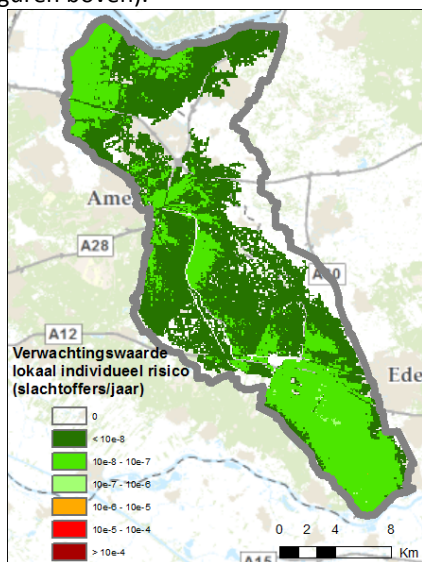 guren boven).
Ame
A28
A30
A12
Ede
Verwachtingswaarde
lokaal individueel risico
(slachtoffers/jaar)
0
< 10e-8
10e-8 - 10e-7
10e-7 - 10e-6
10e-6 - 10e-5
10e-5 - 10e-4
> 10e-4
0 2 4 8
Km
A15